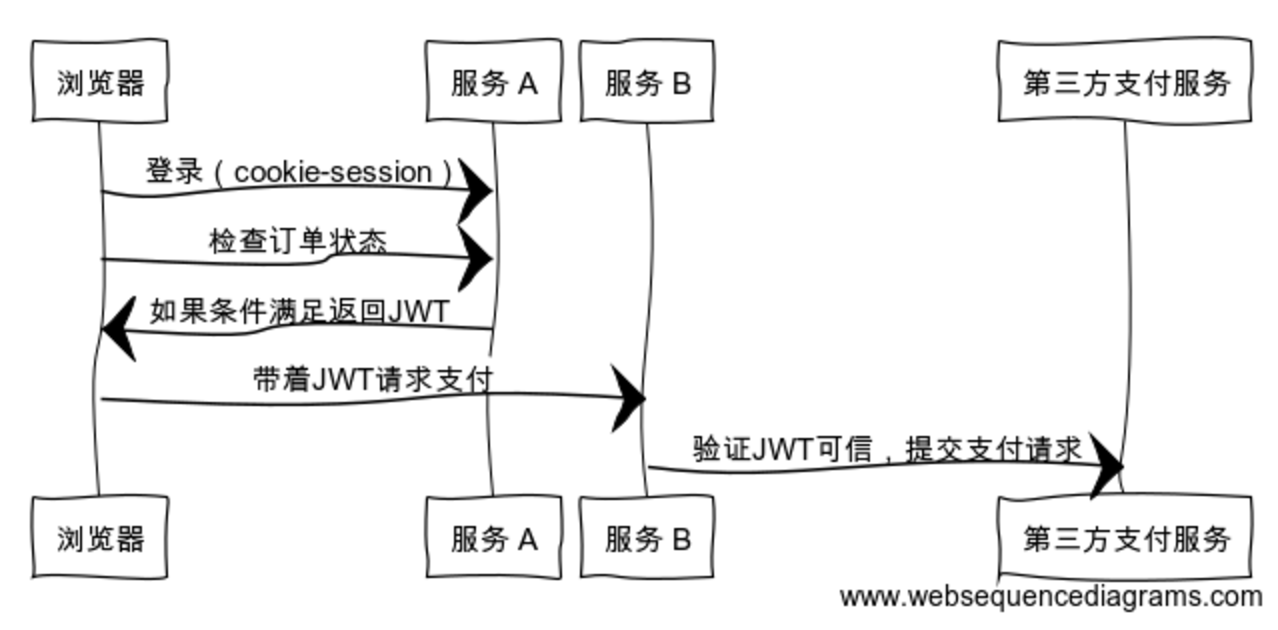 浏览器
服务 A
服务 B
第三方支付服务
登录（cookie-session）
检查订单状态
如果条件满足返回JWT
带着JWT请求支付
验证JWT可信，提交支付请求
浏览器
服务 A
服务 B
第三方支付服务
www.websequencediagrams.com